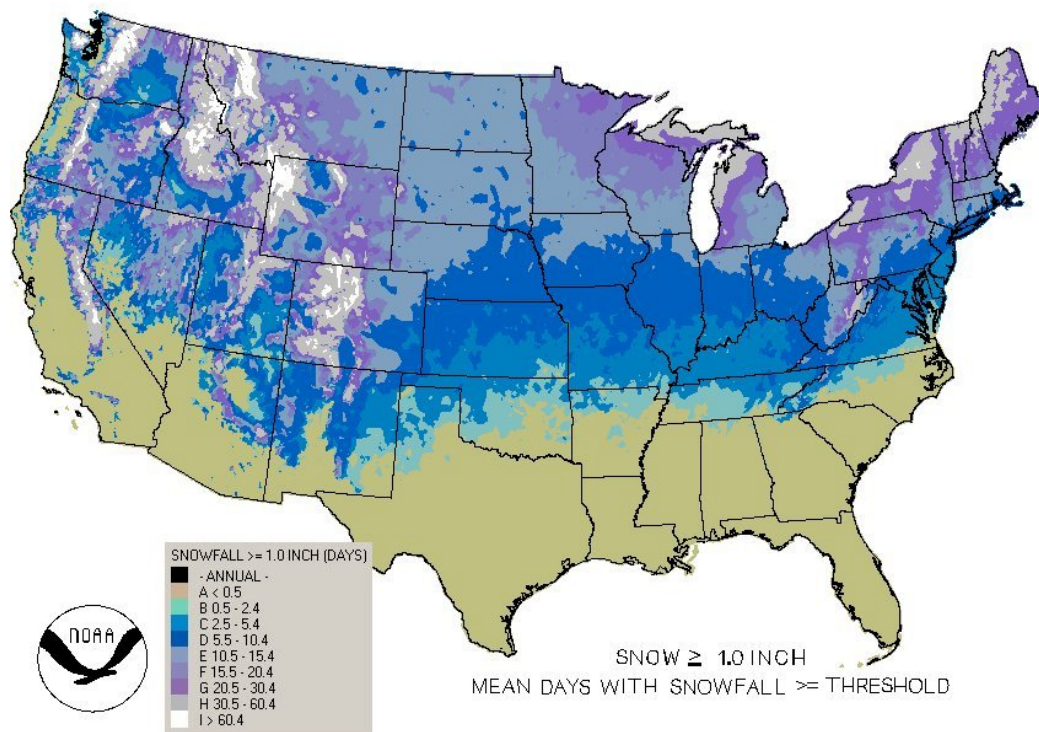 SNOWFALL >= 1.0 INCH (DAYS)
- ANNUAL -
A < 0.5
B 0.5 - 2.4
C 2.5 - 5.4
D 5.5 - 10.4
E 10.5 - 15.4
F 15.5 - 20.4
G 20.5 - 30.4
H 30.5 - 60.4
I > 60.4
NOAA
SNOW ≥ 1.0 INCH
MEAN DAYS WITH SNOWFALL >= THRESHOLD